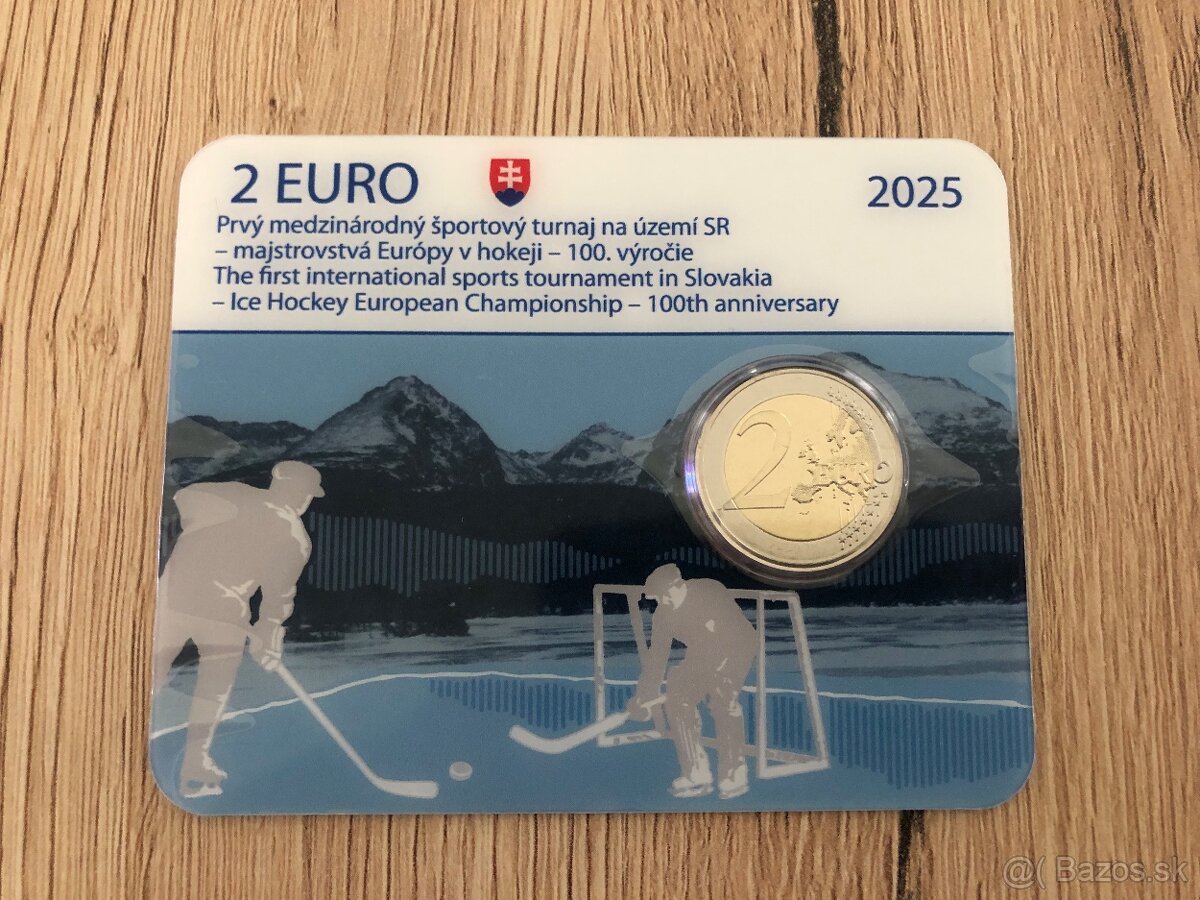 2 EURO
2025
Prvý medzinárodný športový turnaj na území SR
– majstrovstvá Európy v hokeji – 100. výročie
The first international sports tournament in Slovakia
– Ice Hockey European Championship – 100th anniversary
2
@( Bazos.sk